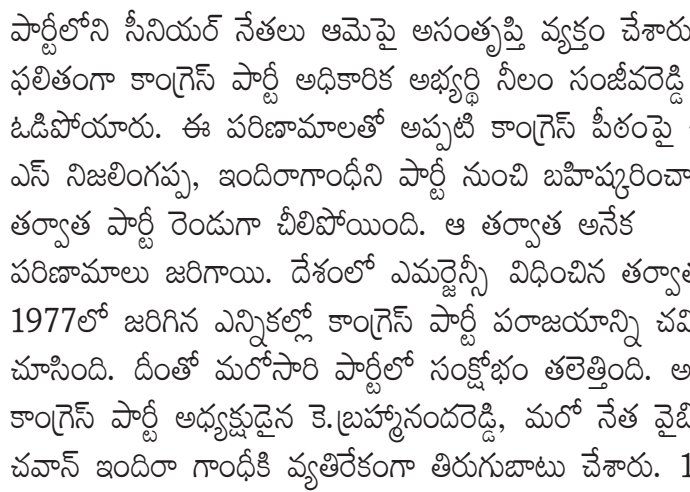 పార్టీలోని సీనియర్ నేతలు ఆమెపై అసంతృప్తి వ్యక్తం చేశారు
ఫలితంగా కాంగ్రెస్ పార్టీ అధికారిక అభ్యర్థి నీలం సంజీవరెడ్డి
ఓడిపోయారు. ఈ పరిణామాలతో అప్పటి కాంగ్రెస్ పీఠంపై
ఎస్ నిజలింగప్ప, ఇందిరాగాంధీని పార్టీ నుంచి బహిష్కరించా
తర్వాత పార్టీ రెండుగా చీలిపోయింది. ఆ తర్వాత అనేక
పరిణామాలు జరిగాయి. దేశంలో ఎమర్జెన్సీ విధించిన తర్వాత
1977లో జరిగిన ఎన్నికల్లో కాంగ్రెస్ పార్టీ పరాజయాన్ని చవి
చూసింది. దీంతో మరోసారి పార్టీలో సంక్షోభం తలెత్తింది. అ
కాంగ్రెస్ పార్టీ అధ్యక్షుడైన కె.బ్రహ్మానందరెడ్డి, మరో నేత వైబి
చవాన్ ఇందిరా గాంధీకి వ్యతిరేకంగా తిరుగుబాటు చేశారు. 1